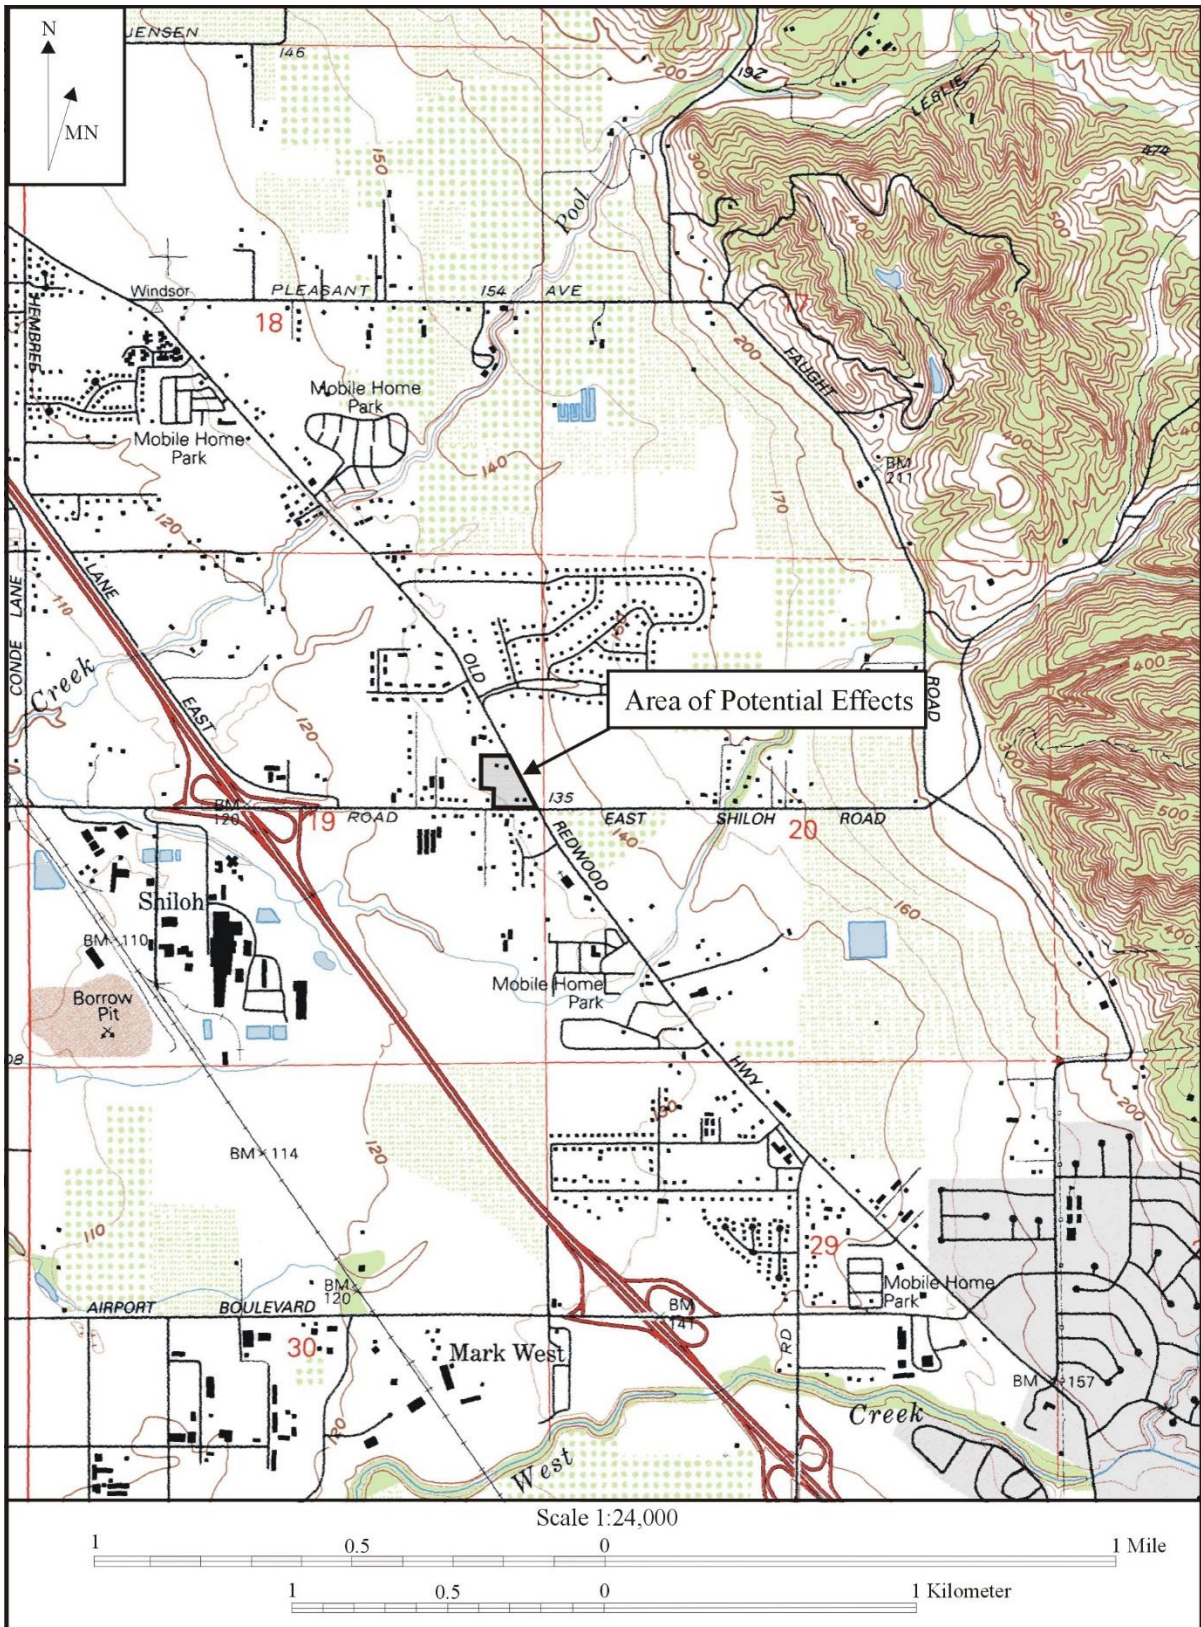 N
MN
JENSEN
146
200
192
LESLIE
474
150
300
Pool
400
500
Windsor
PLEASANT
154
AVE
17
600
18
HEMBREE
200
FAUGHT
Mobile Home
Park
Mobile Home
Park
400
140
BM
211
120
170
LANE
CONDE LANE
110
OLD
400
Creek
EAST
120
Area of Potential Effects
ROAD
300
BM
120
19
ROAD
135
EAST
SHILOH
20
ROAD
500
REDWOOD
140
Shiloh
160
BM
110
400
Borrow
Pit
Mobile Home
Park
HWY
200
120
BM
114
110
29
Mobile Home
Park
BM
120
AIRPORT
BOULEVARD
BM
141
30
Mark West
RD
BM
157
120
West
Creek
Scale 1:24,000
1
0.5
0
1 Mile
1
0.5
0
1 Kilometer